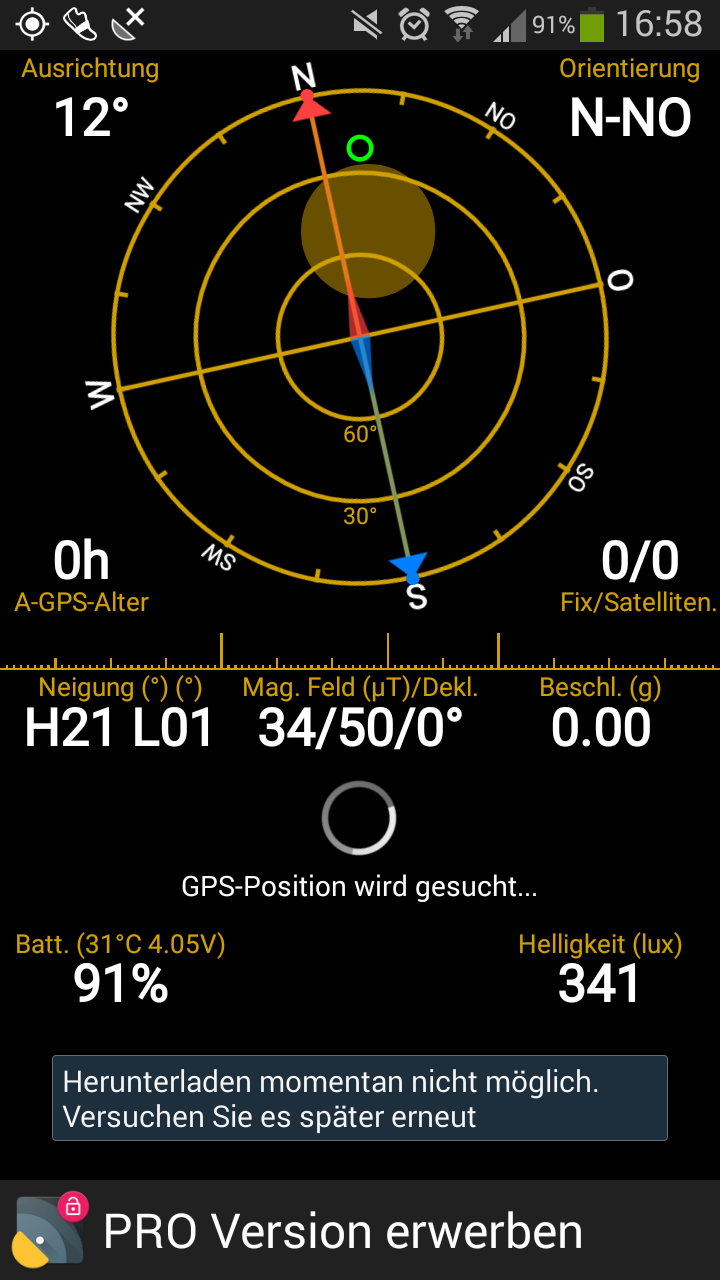 91% 16:58
Ausrichtung
12°
Orientierung
N-NO
N
NO
NW
O
W
60°
30°
SO
SW
S
0h
A-GPS-Alter
0/0
Fix/Satelliten.
Neigung (°) (°) Mag. Feld (µT)/Dekl. Beschl. (g)
H21 L01 34/50/0° 0.00
GPS-Position wird gesucht...
Batt. (31°C 4.05V) Helligkeit (lux)
91% 341
Herunterladen momentan nicht möglich.
Versuchen Sie es später erneut
PRO Version erwerben